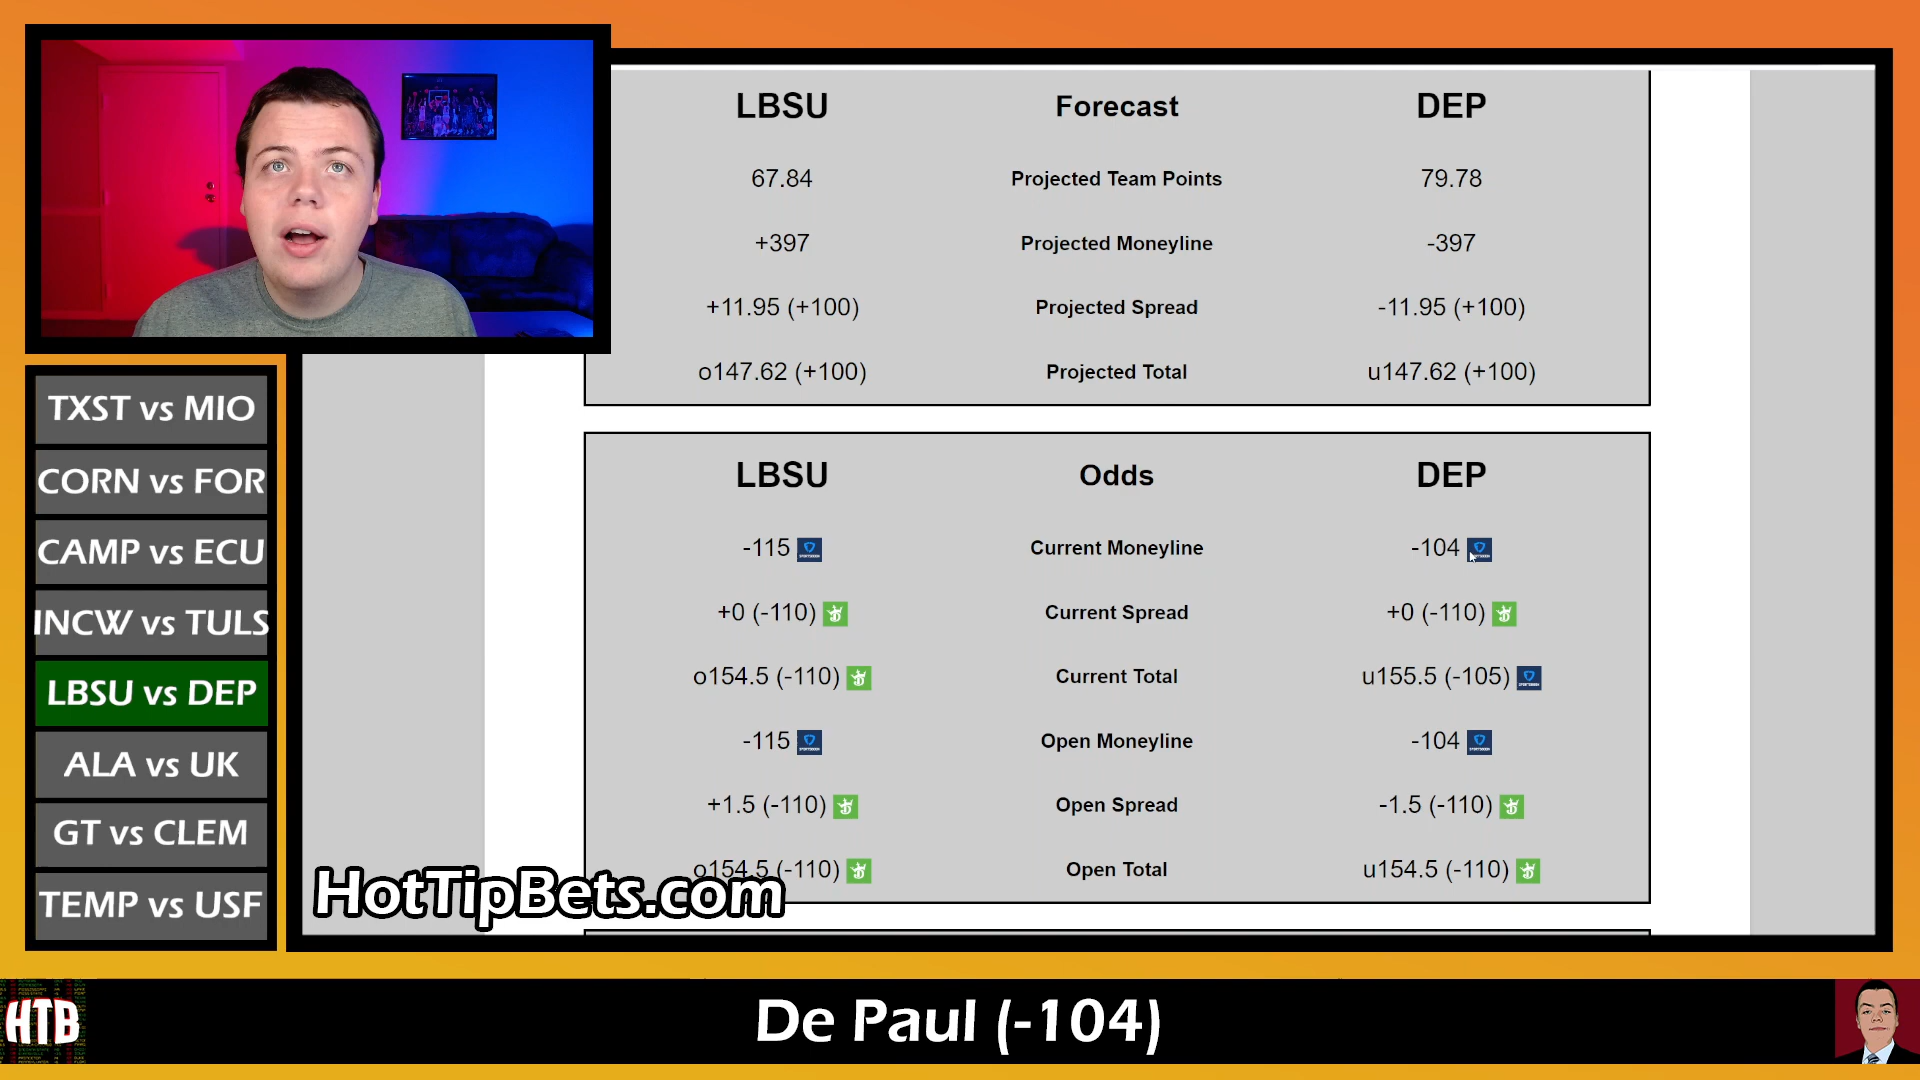 LBSU Forecast DEP
67.84 Projected Team Points 79.78
+397 Projected Moneyline -397
+11.95 (+100) Projected Spread -11.95 (+100)
o147.62 (+100) Projected Total u147.62 (+100)
LBSU Odds DEP
-115 Current Moneyline -104
+0 (-110) Current Spread +0 (-110)
o154.5 (-110) Current Total u155.5 (-105)
-115 Open Moneyline -104
+1.5 (-110) Open Spread -1.5 (-110)
o154.5 (-110) Open Total u154.5 (-110)
TXST vs MIO
CORN vs FOR
CAMP vs ECU
INCW vs TULS
LBSU vs DEP
ALA vs UK
GT vs CLEM
TEMP vs USF
HotTipBets.com
HTB
De Paul (-104)